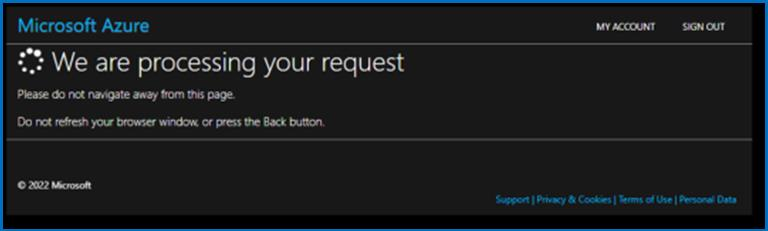 Microsoft Azure
MY ACCOUNT SIGN OUT
We are processing your request
Please do not navigate away from this page.
Do not refresh your browser window, or press the Back button.
© 2022 Microsoft
Support | Privacy & Cookies | Terms of Use | Personal Data